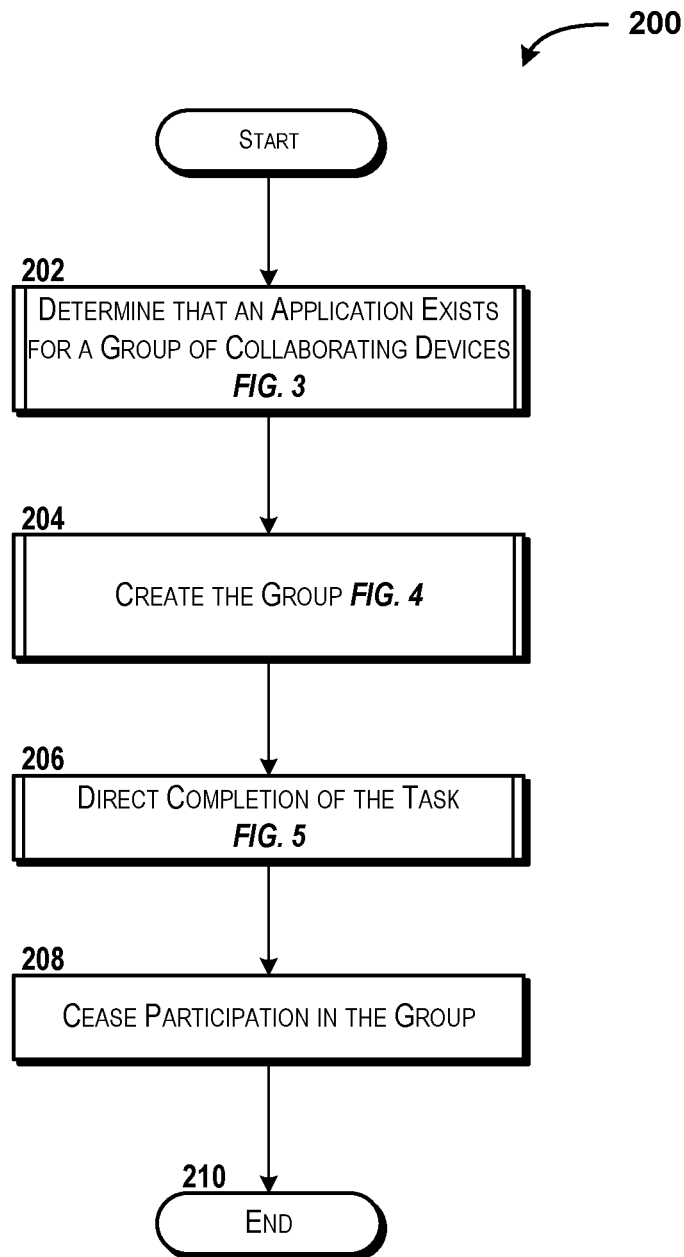 200
START
202
DETERMINE THAT AN APPLICATION EXISTS
FOR A GROUP OF COLLABORATING DEVICES
FIG. 3
204
CREATE THE GROUP FIG. 4
206
DIRECT COMPLETION OF THE TASK
FIG. 5
208
CEASE PARTICIPATION IN THE GROUP
210
END